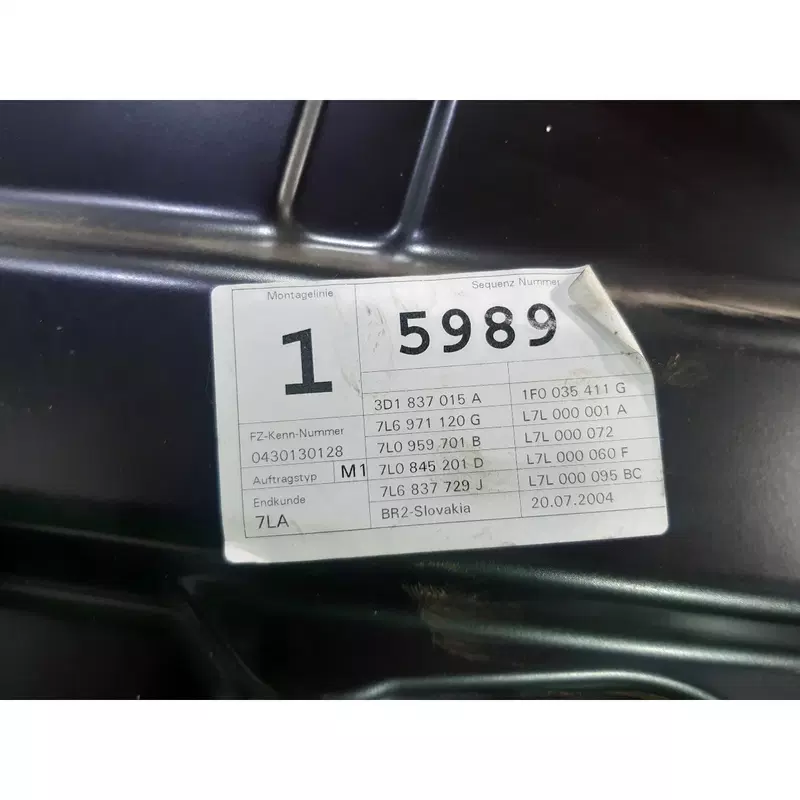 Montagelinie
1
Sequenz Nummer
5989
FZ-Kenn-Nummer
0430130128
Auftragstyp M1
Endkunde
7LA
3D1 837 015 A
7L6 971 120 G
7L0 959 701 B
7L0 845 201 D
7L6 837 729 J
BR2-Slovakia
1F0 035 411 G
L7L 000 001 A
L7L 000 072
L7L 000 060 F
L7L 000 095 BC
20.07.2004